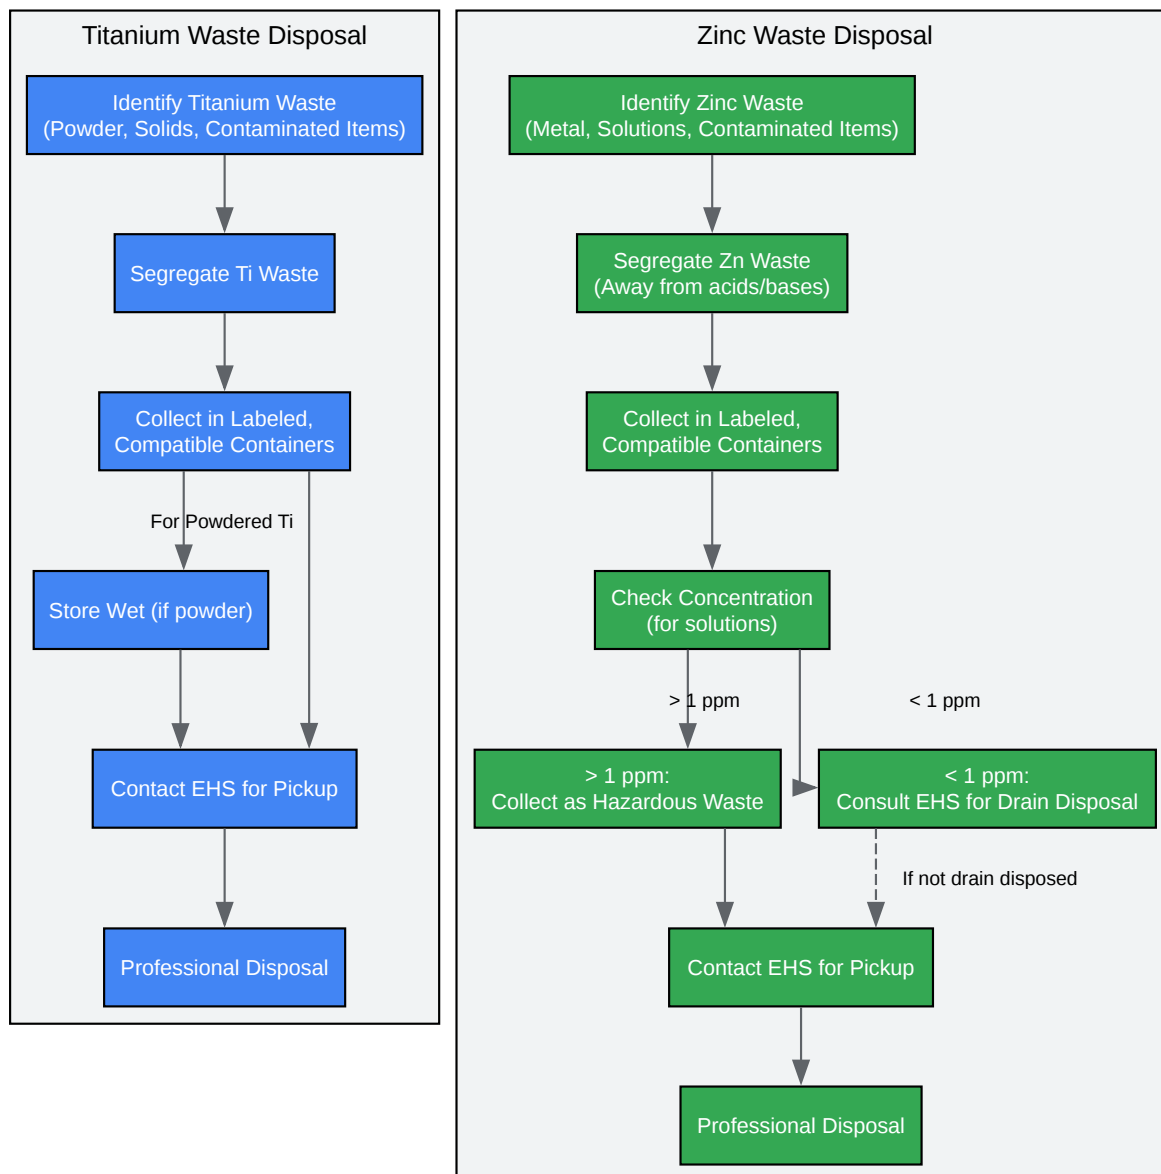 Titanium Waste Disposal
Identify Titanium Waste
(Powder, Solids, Contaminated Items)
Segregate Ti Waste
Collect in Labeled,
Compatible Containers
For Powdered Ti
Store Wet (if powder)
Contact EHS for Pickup
Professional Disposal
Zinc Waste Disposal
Identify Zinc Waste
(Metal, Solutions, Contaminated Items)
Segregate Zn Waste
(Away from acids/bases)
Collect in Labeled,
Compatible Containers
Check Concentration
(for solutions)
> 1 ppm
< 1 ppm
> 1 ppm:
Collect as Hazardous Waste
< 1 ppm:
Consult EHS for Drain Disposal
If not drain disposed
Contact EHS for Pickup
Professional Disposal